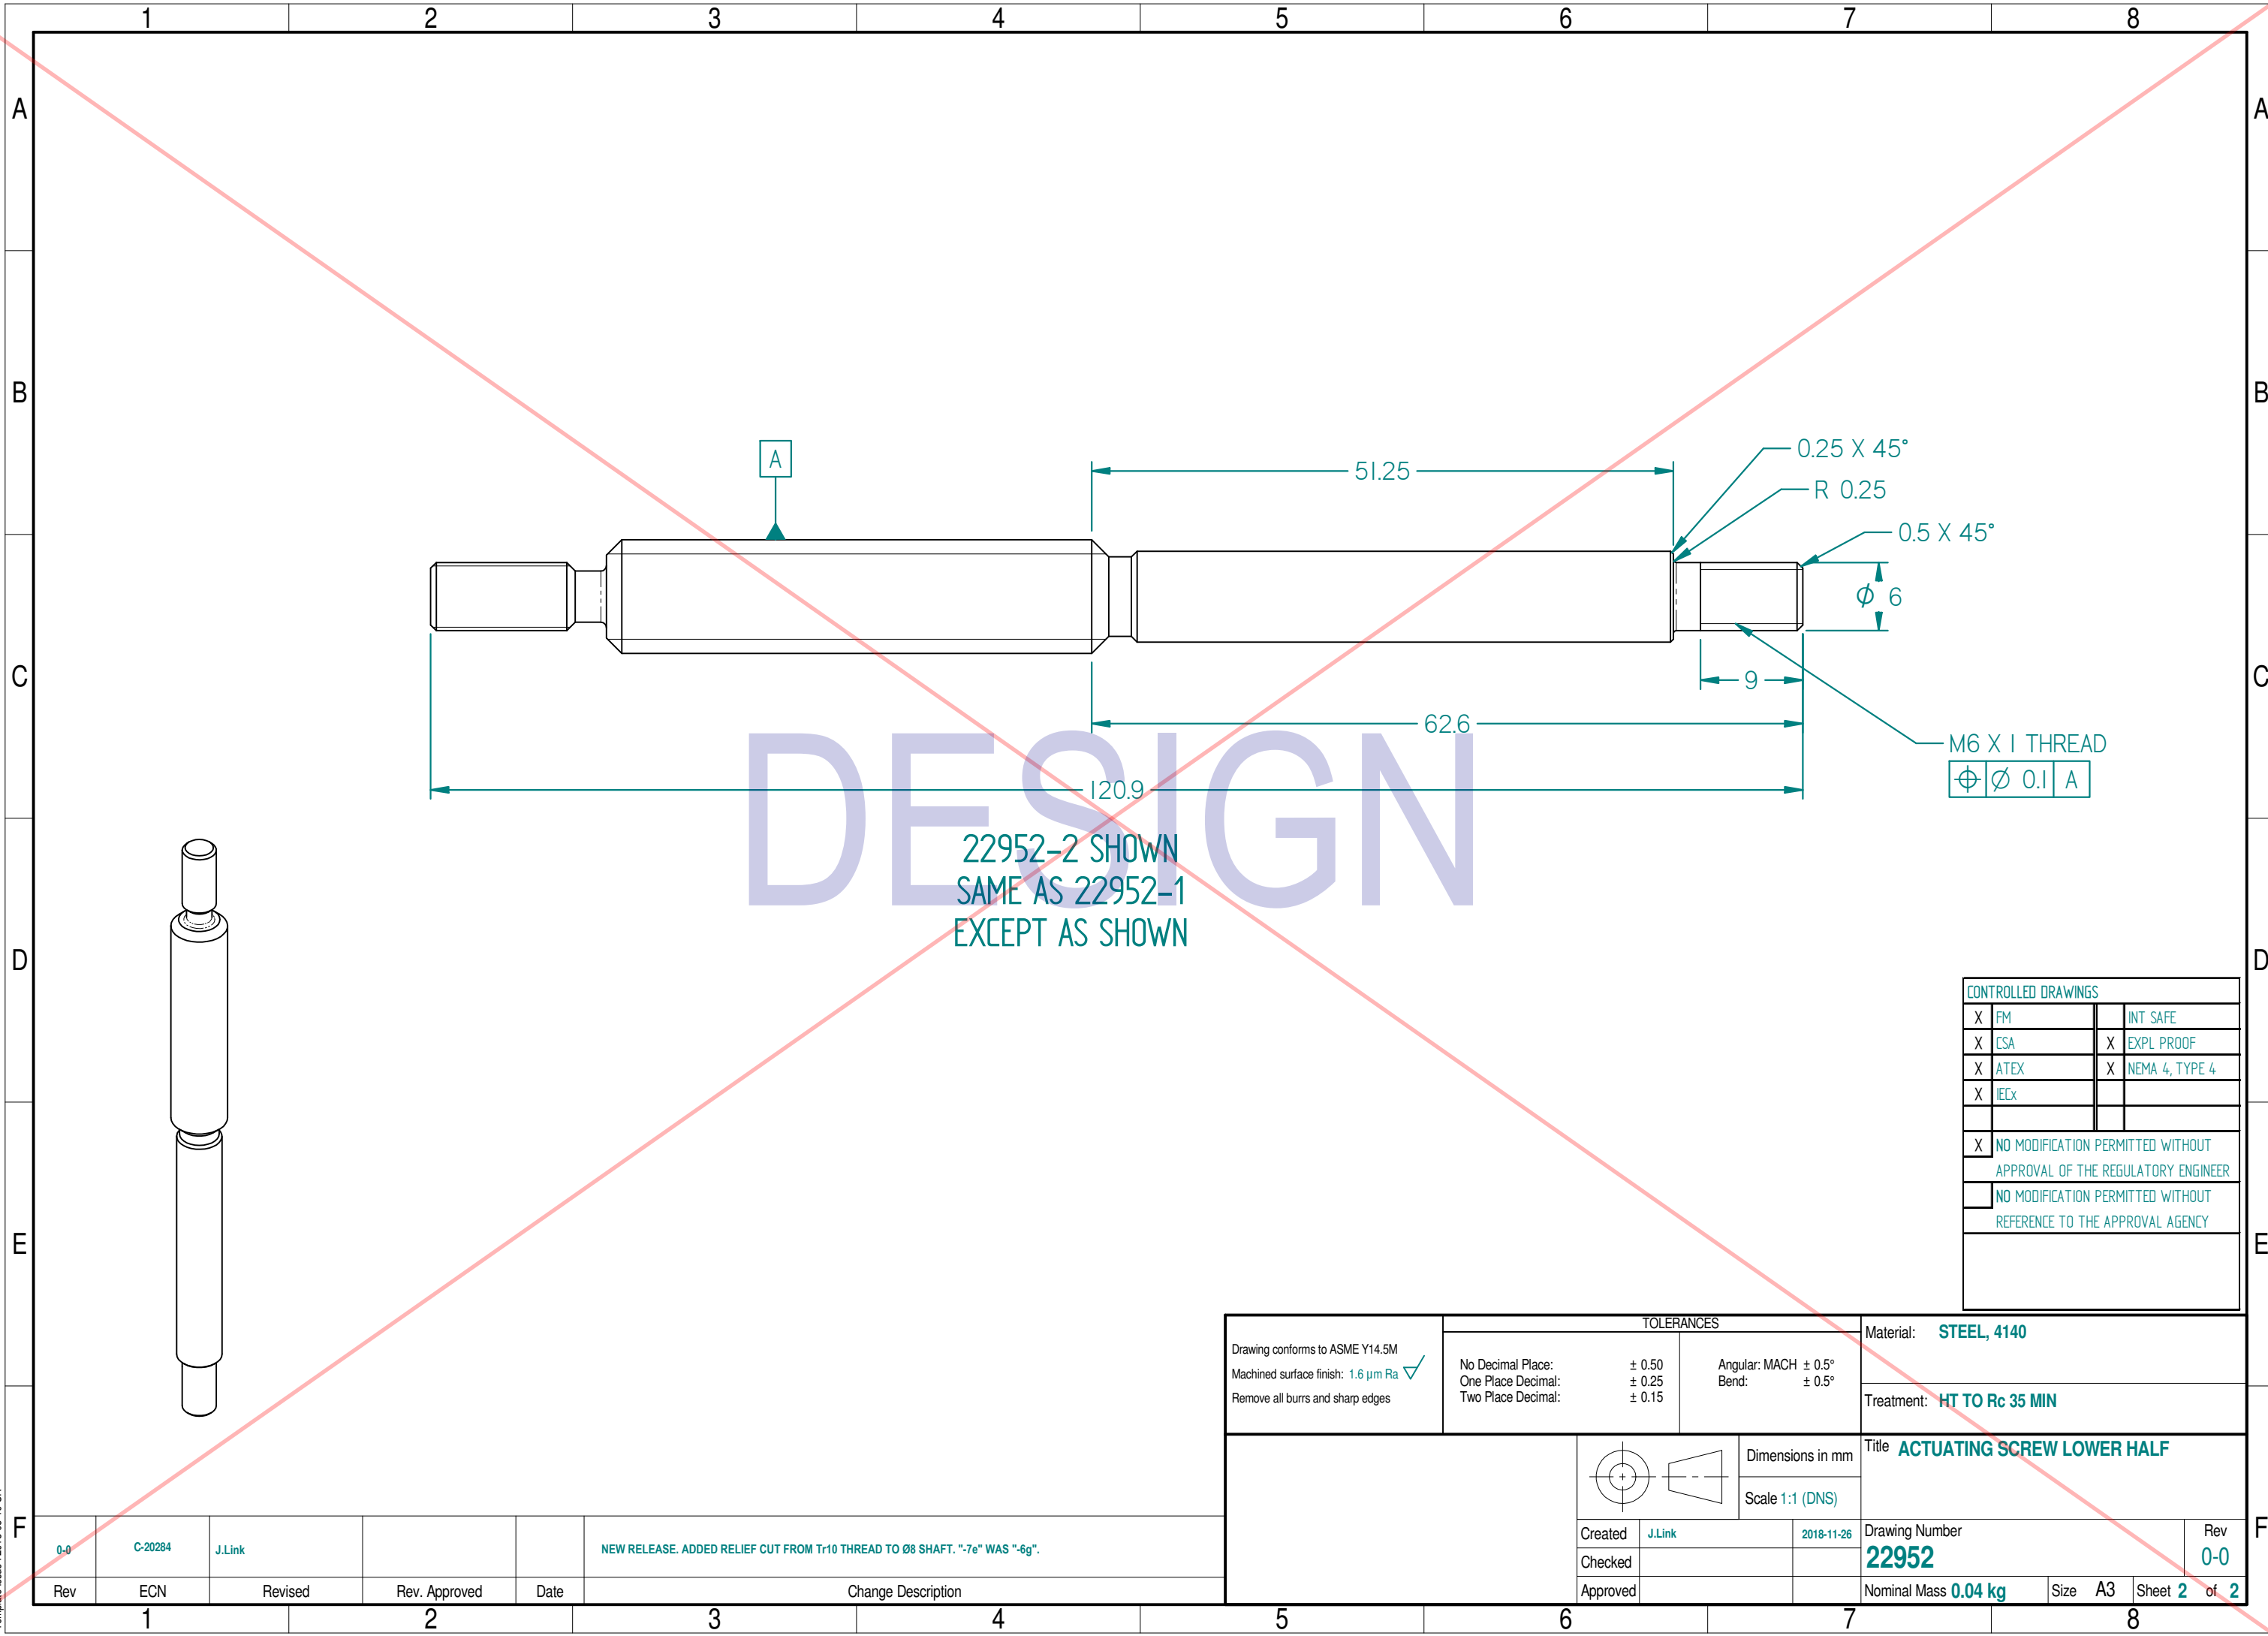 1 2 3 4 5 6 7 8
A A
B B
C C
D D
E E
F F
A
51.25
0.25 X 45°
R 0.25
0.5 X 45°
Ø 6
9
62.6
M6 X 1 THREAD
⌖ Ø 0.1 A
120.9
DESIGN
22952-2 SHOWN
SAME AS 22952-1
EXCEPT AS SHOWN
CONTROLLED DRAWINGS
X FM INT SAFE
X CSA X EXPL PROOF
X ATEX X NEMA 4, TYPE 4
X IECx
X NO MODIFICATION PERMITTED WITHOUT
APPROVAL OF THE REGULATORY ENGINEER
NO MODIFICATION PERMITTED WITHOUT
REFERENCE TO THE APPROVAL AGENCY
Drawing conforms to ASME Y14.5M
Machined surface finish: 1.6 µm Ra
Remove all burrs and sharp edges
TOLERANCES
No Decimal Place: ± 0.50
One Place Decimal: ± 0.25
Two Place Decimal: ± 0.15
Angular: MACH ± 0.5°
Bend: ± 0.5°
Material: STEEL, 4140
Treatment: HT TO Rc 35 MIN
Dimensions in mm
Scale 1:1 (DNS)
Title ACTUATING SCREW LOWER HALF
Created J.Link 2018-11-26
Checked
Approved
Drawing Number
22952
Rev
0-0
Nominal Mass 0.04 kg Size A3 Sheet 2 of 2
0-0 C-20284 J.Link NEW RELEASE. ADDED RELIEF CUT FROM Tr10 THREAD TO Ø8 SHAFT. "-7e" WAS "-6g".
Rev ECN Revised Rev. Approved Date Change Description
1 2 3 4 5 6 7 8